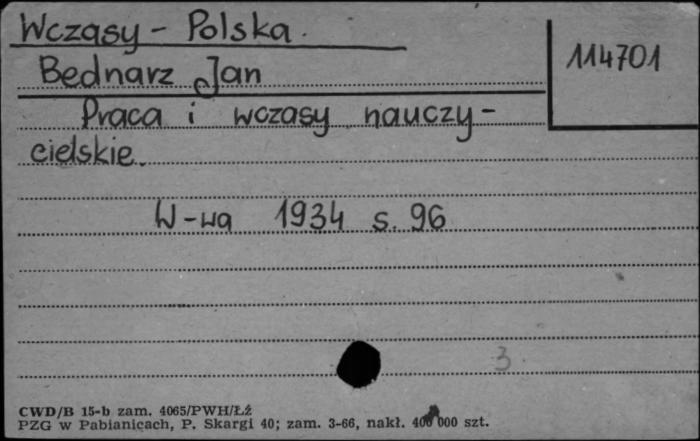 Wczasy - Polska.
114701
Bednarz Jan
Praca i wczasy nauczy-
cielskie.
W-wa 1934 s. 96
3
CWD/B 15-b zam. 4065/PWH/ŁŻ
PZG w Pabianicach, P. Skargi 40; zam. 3-66, nakł. 400 000 szt.